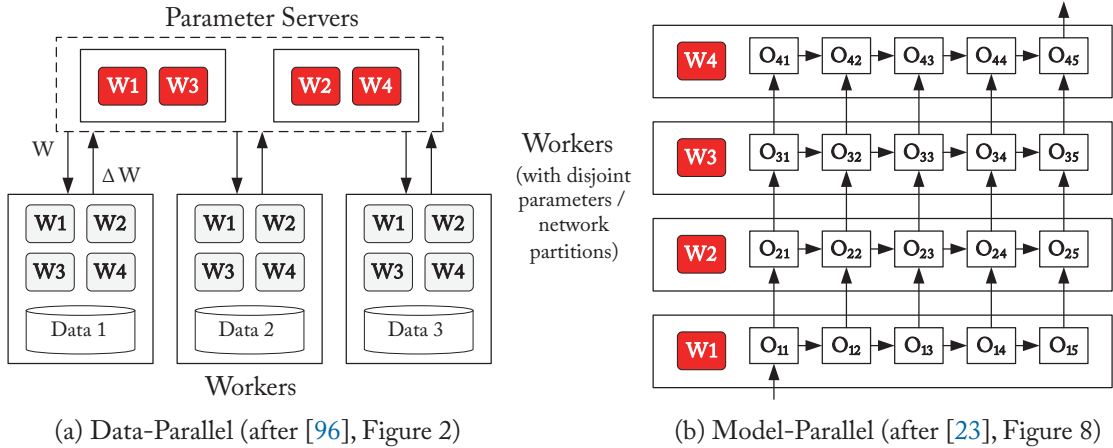 Parameter Servers
W1 W3 W2 W4
W
Δ W
W1 W2
W3 W4
Data 1
W1 W2
W3 W4
Data 2
W1 W2
W3 W4
Data 3
Workers
(a) Data-Parallel (after [96], Figure 2)
Workers
(with disjoint
parameters /
network
partitions)
W4 O41 O42 O43 O44 O45
W3 O31 O32 O33 O34 O35
W2 O21 O22 O23 O24 O25
W1 O11 O12 O13 O14 O15
(b) Model-Parallel (after [23], Figure 8)